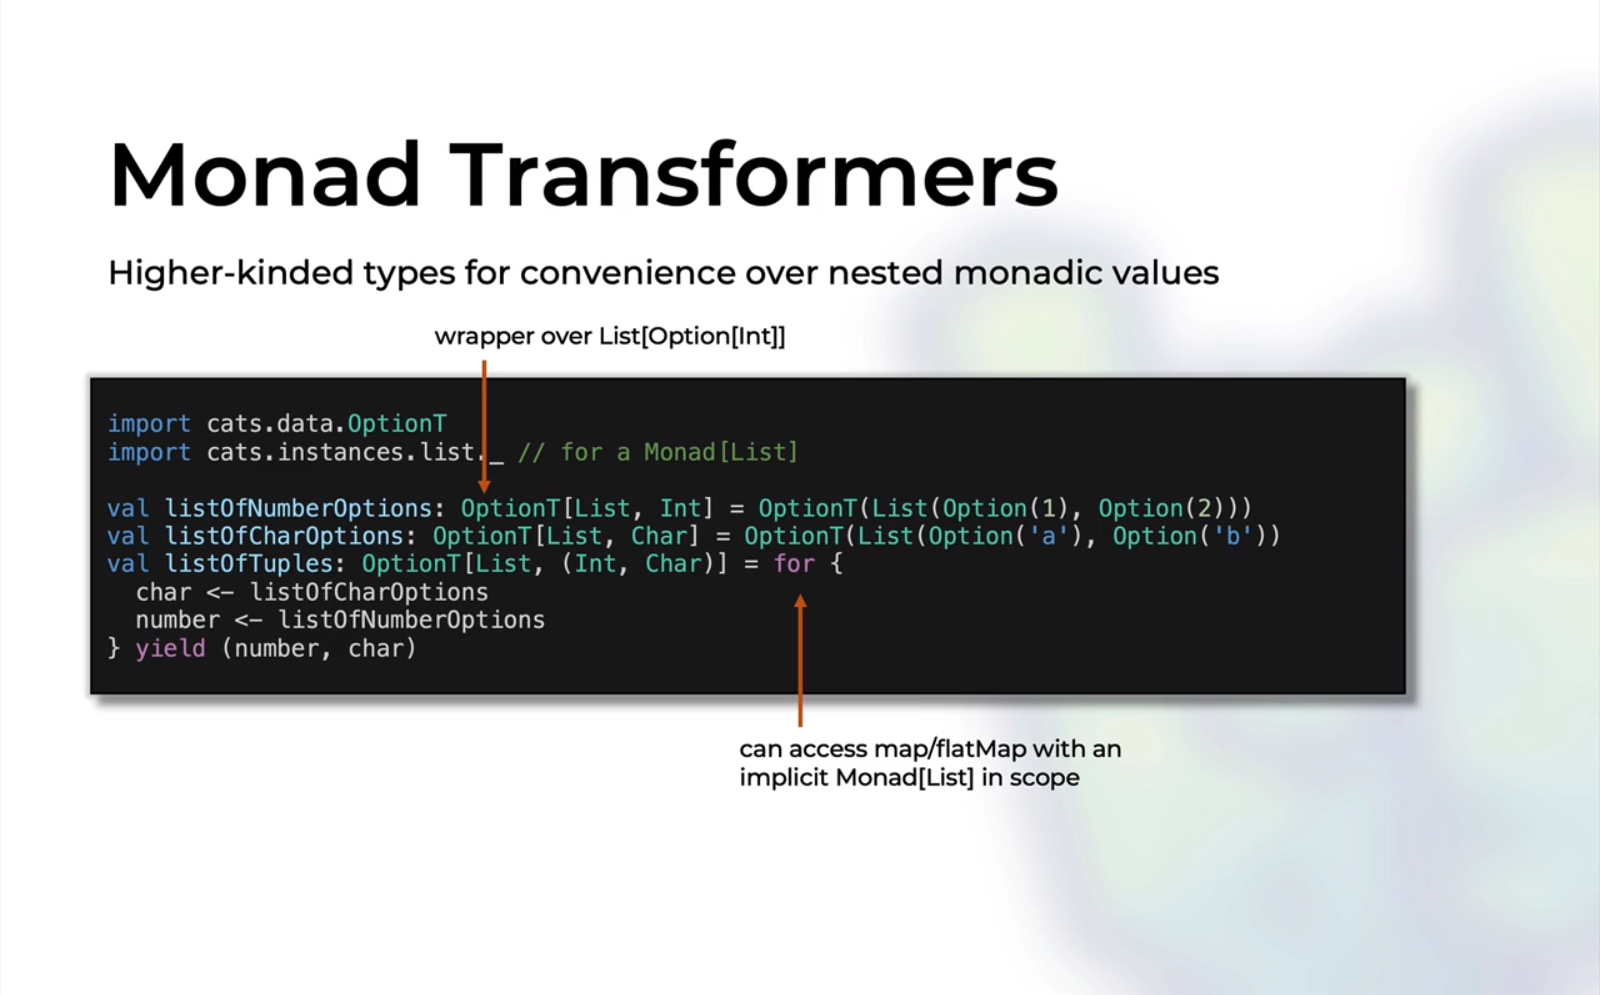 Monad Transformers
Higher-kinded types for convenience over nested monadic values
wrapper over List[Option[Int]]
import cats.data.OptionT
import cats.instances.list._ // for a Monad[List]
val listOfNumberOptions: OptionT[List, Int] = OptionT(List(Option(1), Option(2)))
val listOfCharOptions: OptionT[List, Char] = OptionT(List(Option('a'), Option('b'))
val listOfTuples: OptionT[List, (Int, Char)] = for {
  char <- listOfCharOptions
  number <- listOfNumberOptions
} yield (number, char)
can access map/flatMap with an
implicit Monad[List] in scope